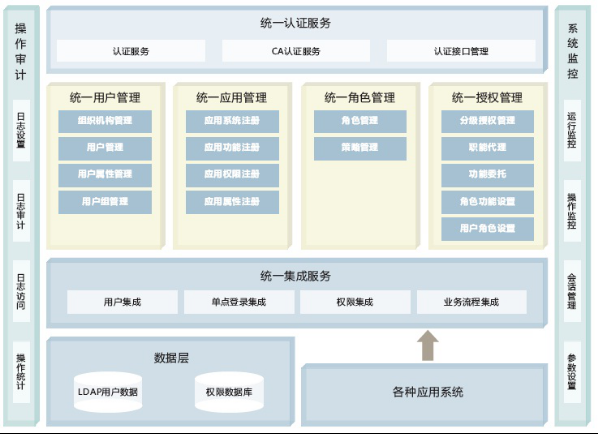 操作审计
日志设置
日志审计
日志访问
操作统计
统一认证服务
认证服务
CA认证服务
认证接口管理
统一用户管理
组织机构管理
用户管理
用户属性管理
用户组管理
统一应用管理
应用系统注册
应用功能注册
应用权限注册
应用属性注册
统一角色管理
角色管理
策略管理
统一授权管理
分级授权管理
职能代理
功能委托
角色功能设置
用户角色设置
统一集成服务
用户集成
单点登录集成
权限集成
业务流程集成
数据层
LDAP用户数据
权限数据库
各种应用系统
系统监控
运行监控
操作监控
会话管理
参数设置